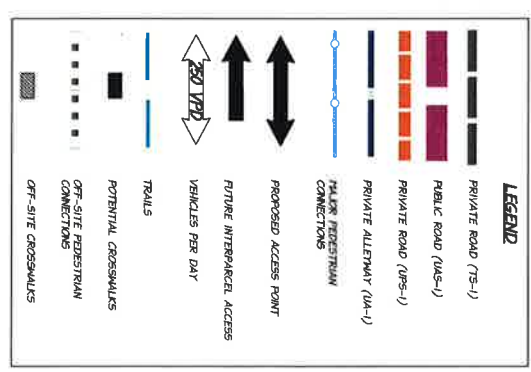 LEGEND
PRIVATE ROAD (TS-1)
PUBLIC ROAD (UAS-1)
PRIVATE ROAD (UPS-1)
PRIVATE ALLEYWAY (UA-1)
MAJOR PEDESTRIAN
CONNECTIONS
PROPOSED ACCESS POINT
FUTURE INTERPARCEL ACCESS
250 VPD
VEHICLES PER DAY
TRAILS
POTENTIAL CROSSWALKS
OFF-SITE PEDESTRIAN
CONNECTIONS
OFF-SITE CROSSWALKS